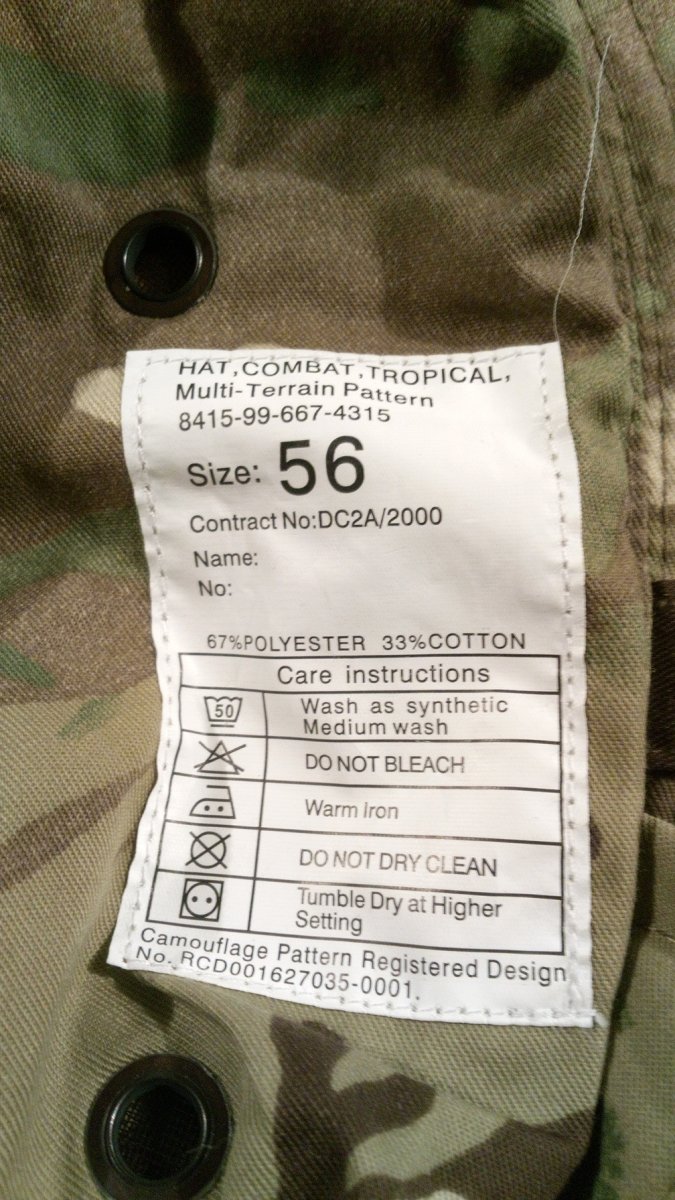 HAT,COMBAT,TROPICAL,
Multi-Terrain Pattern
8415-99-667-4315
Size: 56
Contract No:DC2A/2000
Name:
No:
67%POLYESTER 33%COTTON
Care instructions
50
Wash as synthetic
Medium wash
DO NOT BLEACH
Warm Iron
DO NOT DRY CLEAN
Tumble Dry at Higher
Setting
Camouflage Pattern Registered Design
No. RCD001627035-0001.